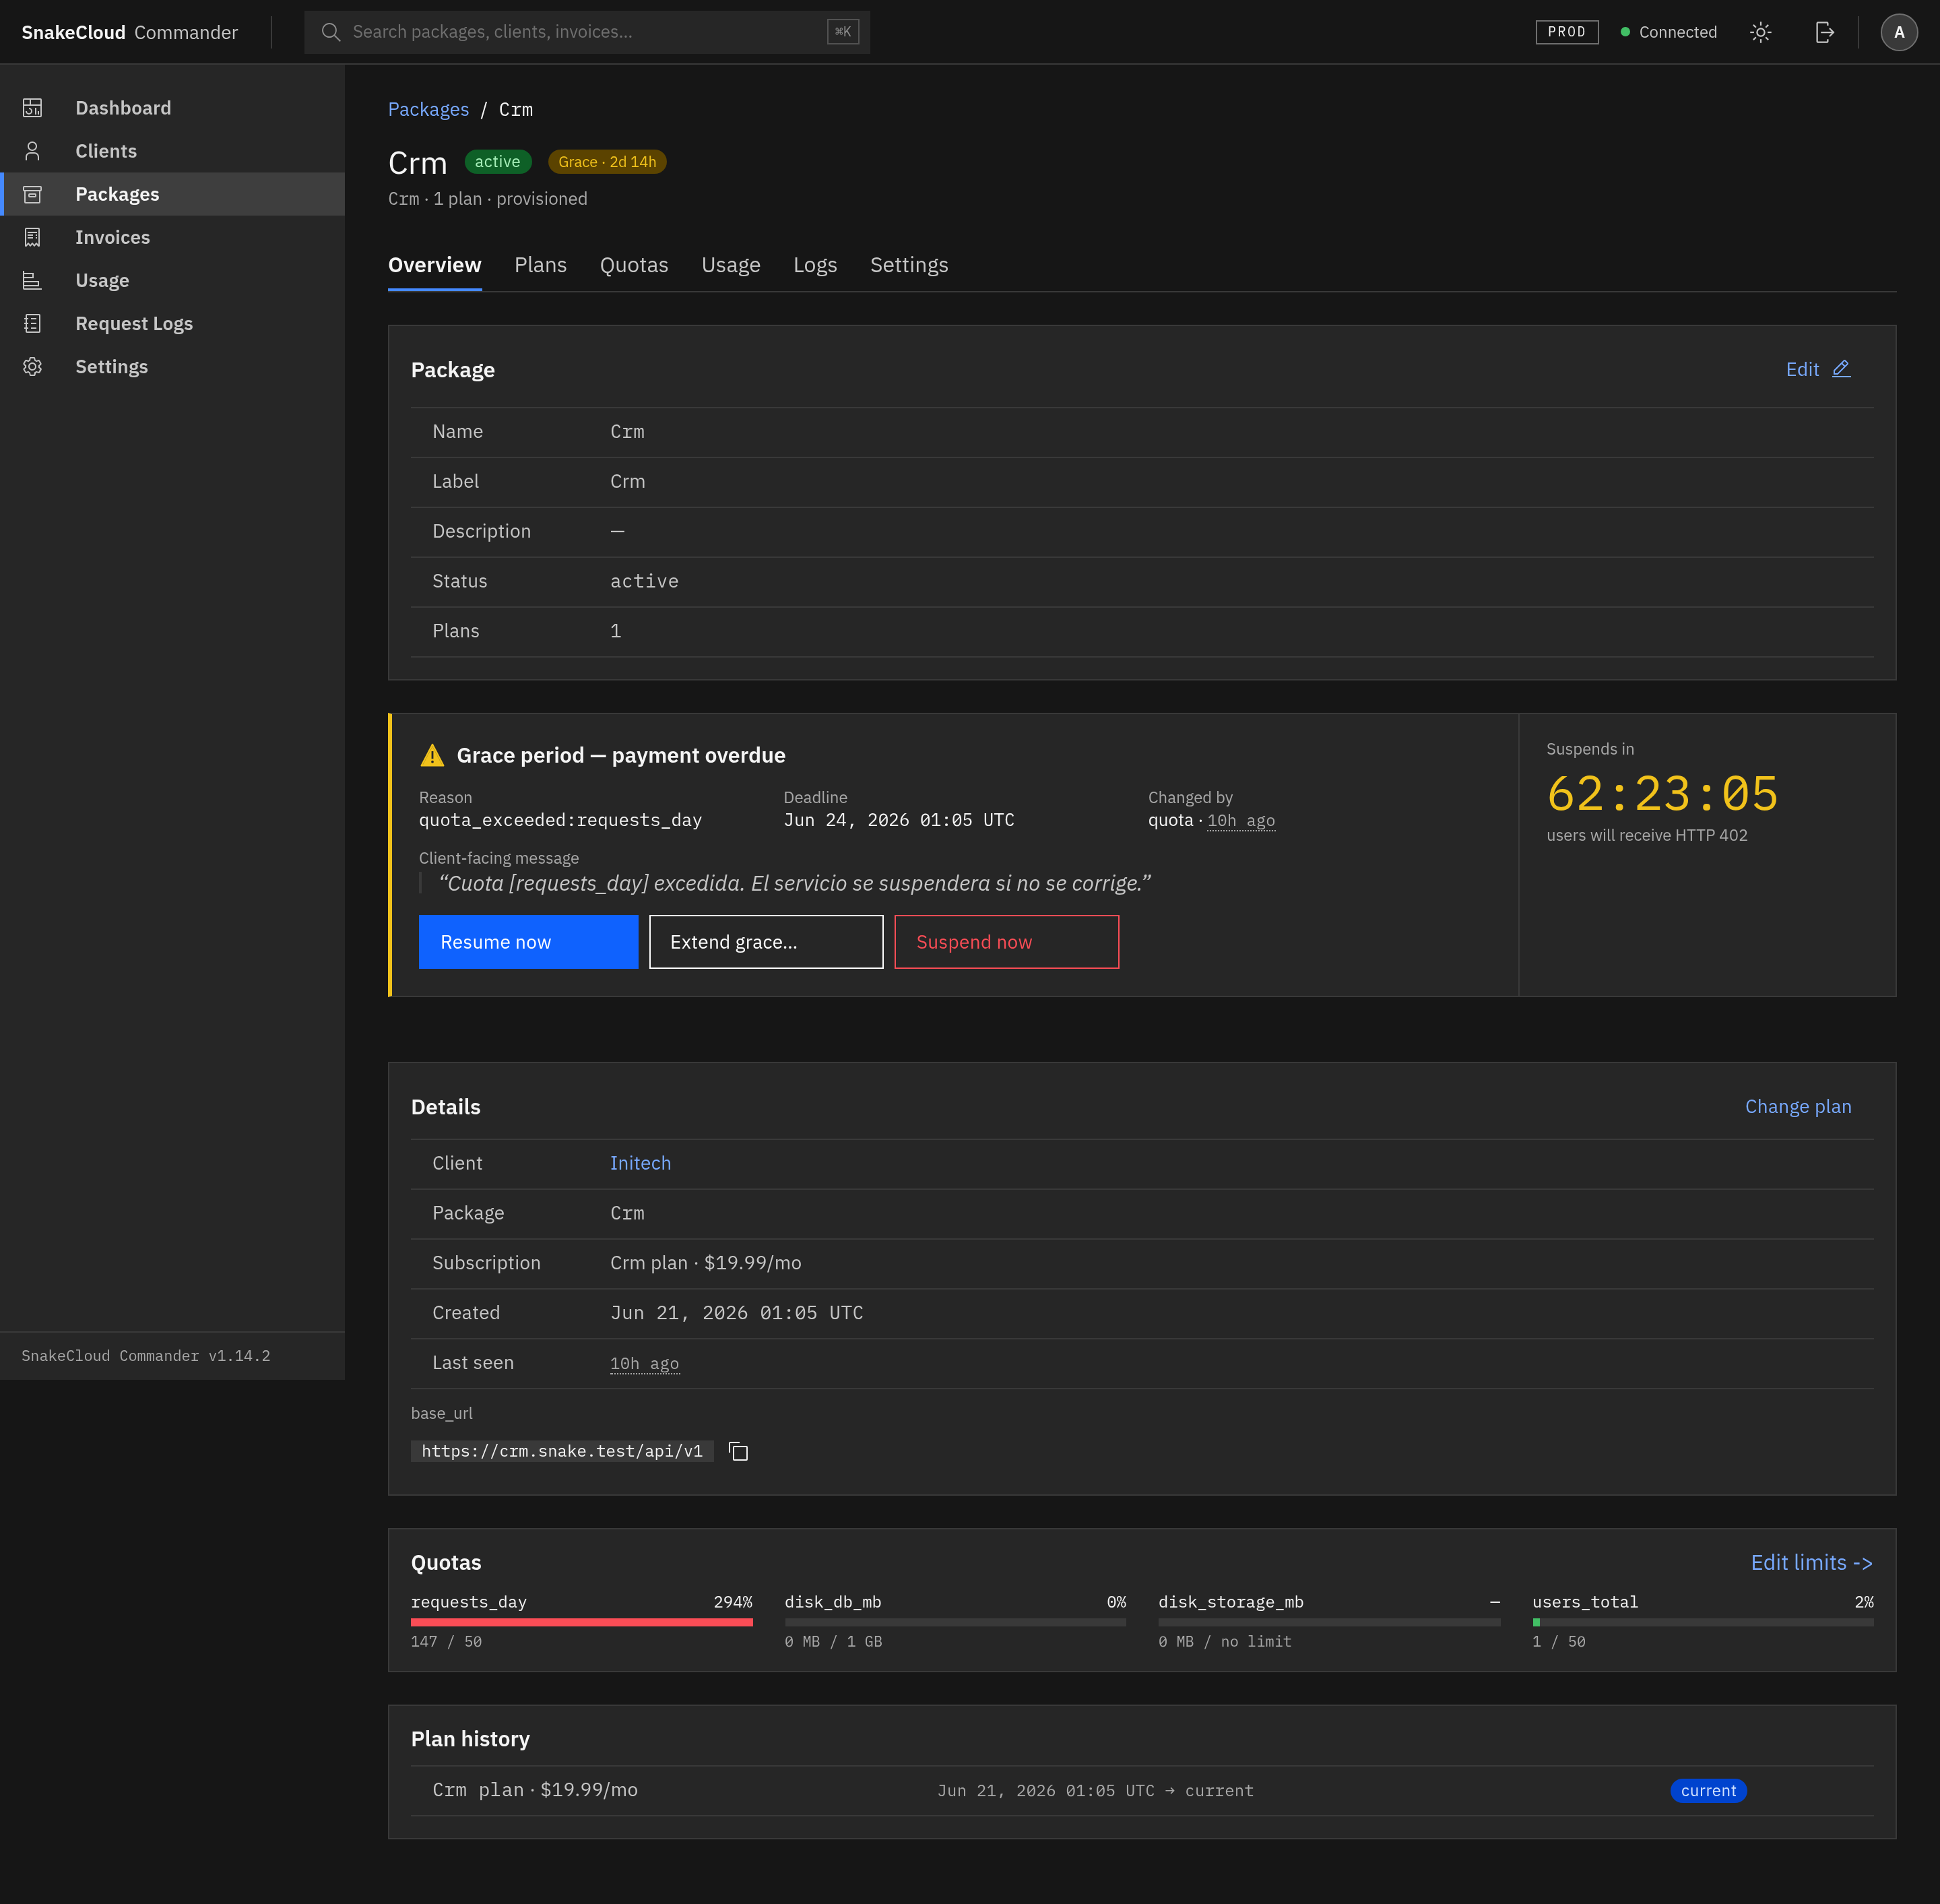 SnakeCloud Commander
Search packages, clients, invoices...
⌘K
PROD
Connected
A
Dashboard
Clients
Packages
Invoices
Usage
Request Logs
Settings
SnakeCloud Commander v1.14.2
Packages / Crm
Crm active Grace · 2d 14h
Crm · 1 plan · provisioned
Overview Plans Quotas Usage Logs Settings
Package Edit
Name Crm
Label Crm
Description —
Status active
Plans 1
Grace period — payment overdue
Reason Deadline Changed by
quota_exceeded:requests_day Jun 24, 2026 01:05 UTC quota · 10h ago
Client-facing message
“Cuota [requests_day] excedida. El servicio se suspendera si no se corrige.”
Resume now Extend grace... Suspend now
Suspends in
62:23:05
users will receive HTTP 402
Details Change plan
Client Initech
Package Crm
Subscription Crm plan · $19.99/mo
Created Jun 21, 2026 01:05 UTC
Last seen 10h ago
base_url
https://crm.snake.test/api/v1
Quotas Edit limits ->
requests_day 294% disk_db_mb 0% disk_storage_mb — users_total 2%
147 / 50 0 MB / 1 GB 0 MB / no limit 1 / 50
Plan history
Crm plan · $19.99/mo Jun 21, 2026 01:05 UTC → current current